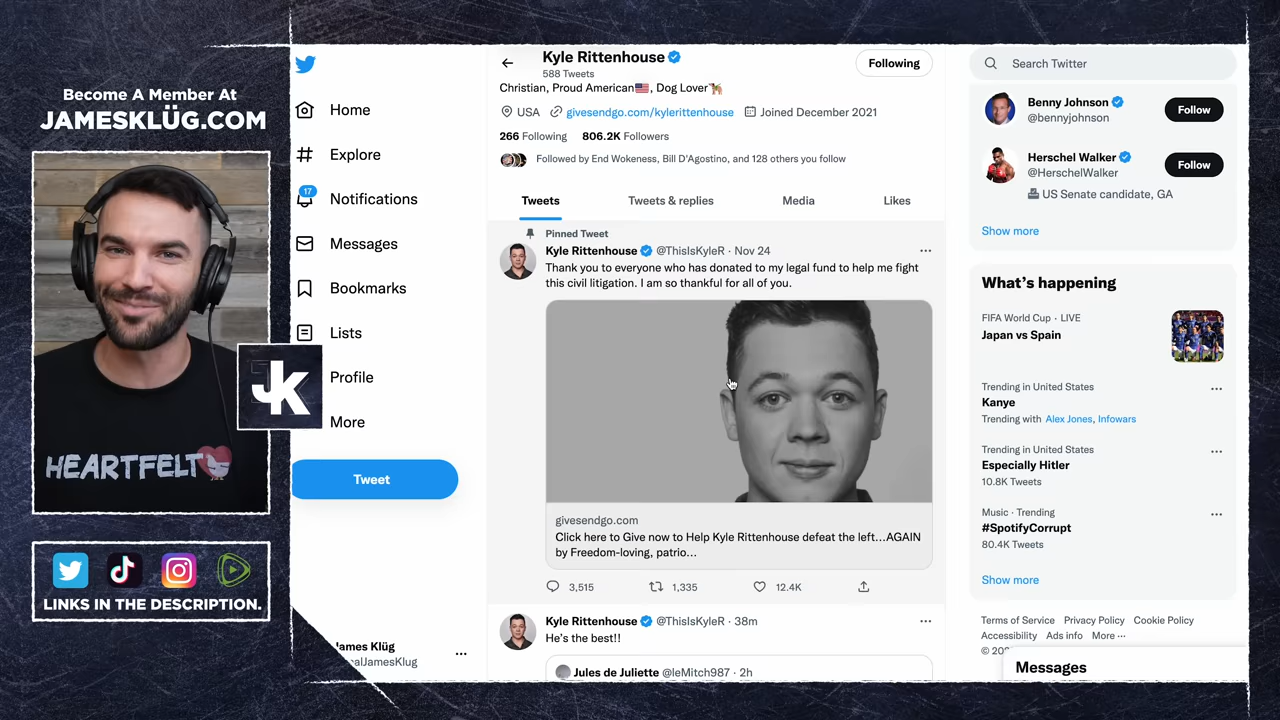 Become A Member At
JAMESKLÜG.COM
HEARTFELT
JK
LINKS IN THE DESCRIPTION.
Home
Explore
17
Notifications
Messages
Bookmarks
Lists
Profile
More
Tweet
James Klüg
alJamesKlug
Kyle Rittenhouse
588 Tweets
Following
Christian, Proud American🇺🇸, Dog Lover🐕
USA givesendgo.com/kylerittenhouse Joined December 2021
266 Following 806.2K Followers
Followed by End Wokeness, Bill D'Agostino, and 128 others you follow
Tweets Tweets & replies Media Likes
Pinned Tweet
Kyle Rittenhouse @ThisIsKyleR · Nov 24
Thank you to everyone who has donated to my legal fund to help me fight
this civil litigation. I am so thankful for all of you.
givesendgo.com
Click here to Give now to Help Kyle Rittenhouse defeat the left...AGAIN
by Freedom-loving, patrio...
3,515 1,335 12.4K
Kyle Rittenhouse @ThisIsKyleR · 38m
He's the best!!
Jules de Juliette @leMitch987 · 2h
Search Twitter
Benny Johnson
@bennyjohnson
Follow
Herschel Walker
@HerschelWalker
Follow
US Senate candidate, GA
Show more
What's happening
FIFA World Cup · LIVE
Japan vs Spain
Trending in United States
Kanye
Trending with Alex Jones, Infowars
Trending in United States
Especially Hitler
10.8K Tweets
Music · Trending
#SpotifyCorrupt
80.4K Tweets
Show more
Terms of Service Privacy Policy Cookie Policy
Accessibility Ads info More ···
© 20
Messages